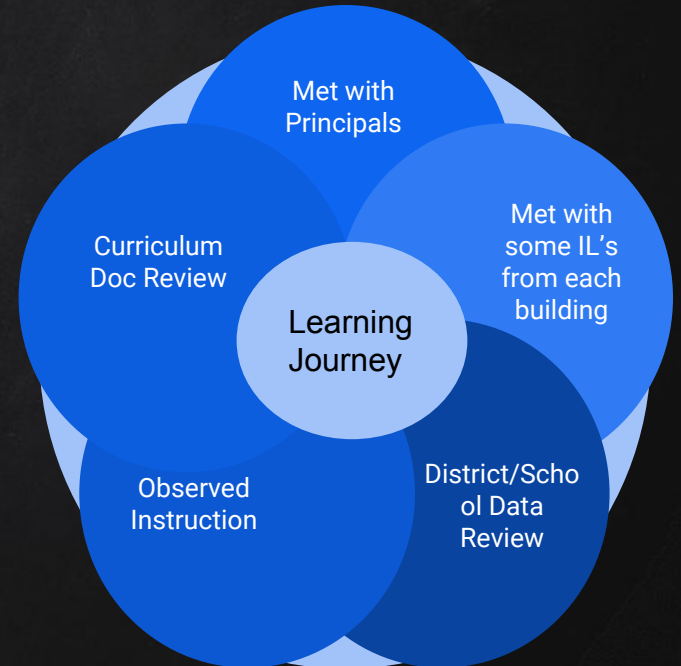 Met with
Principals
Met with
some IL's
from each
building
Curriculum
Doc Review
Learning
Journey
District/Scho
ol Data
Review
Observed
Instruction